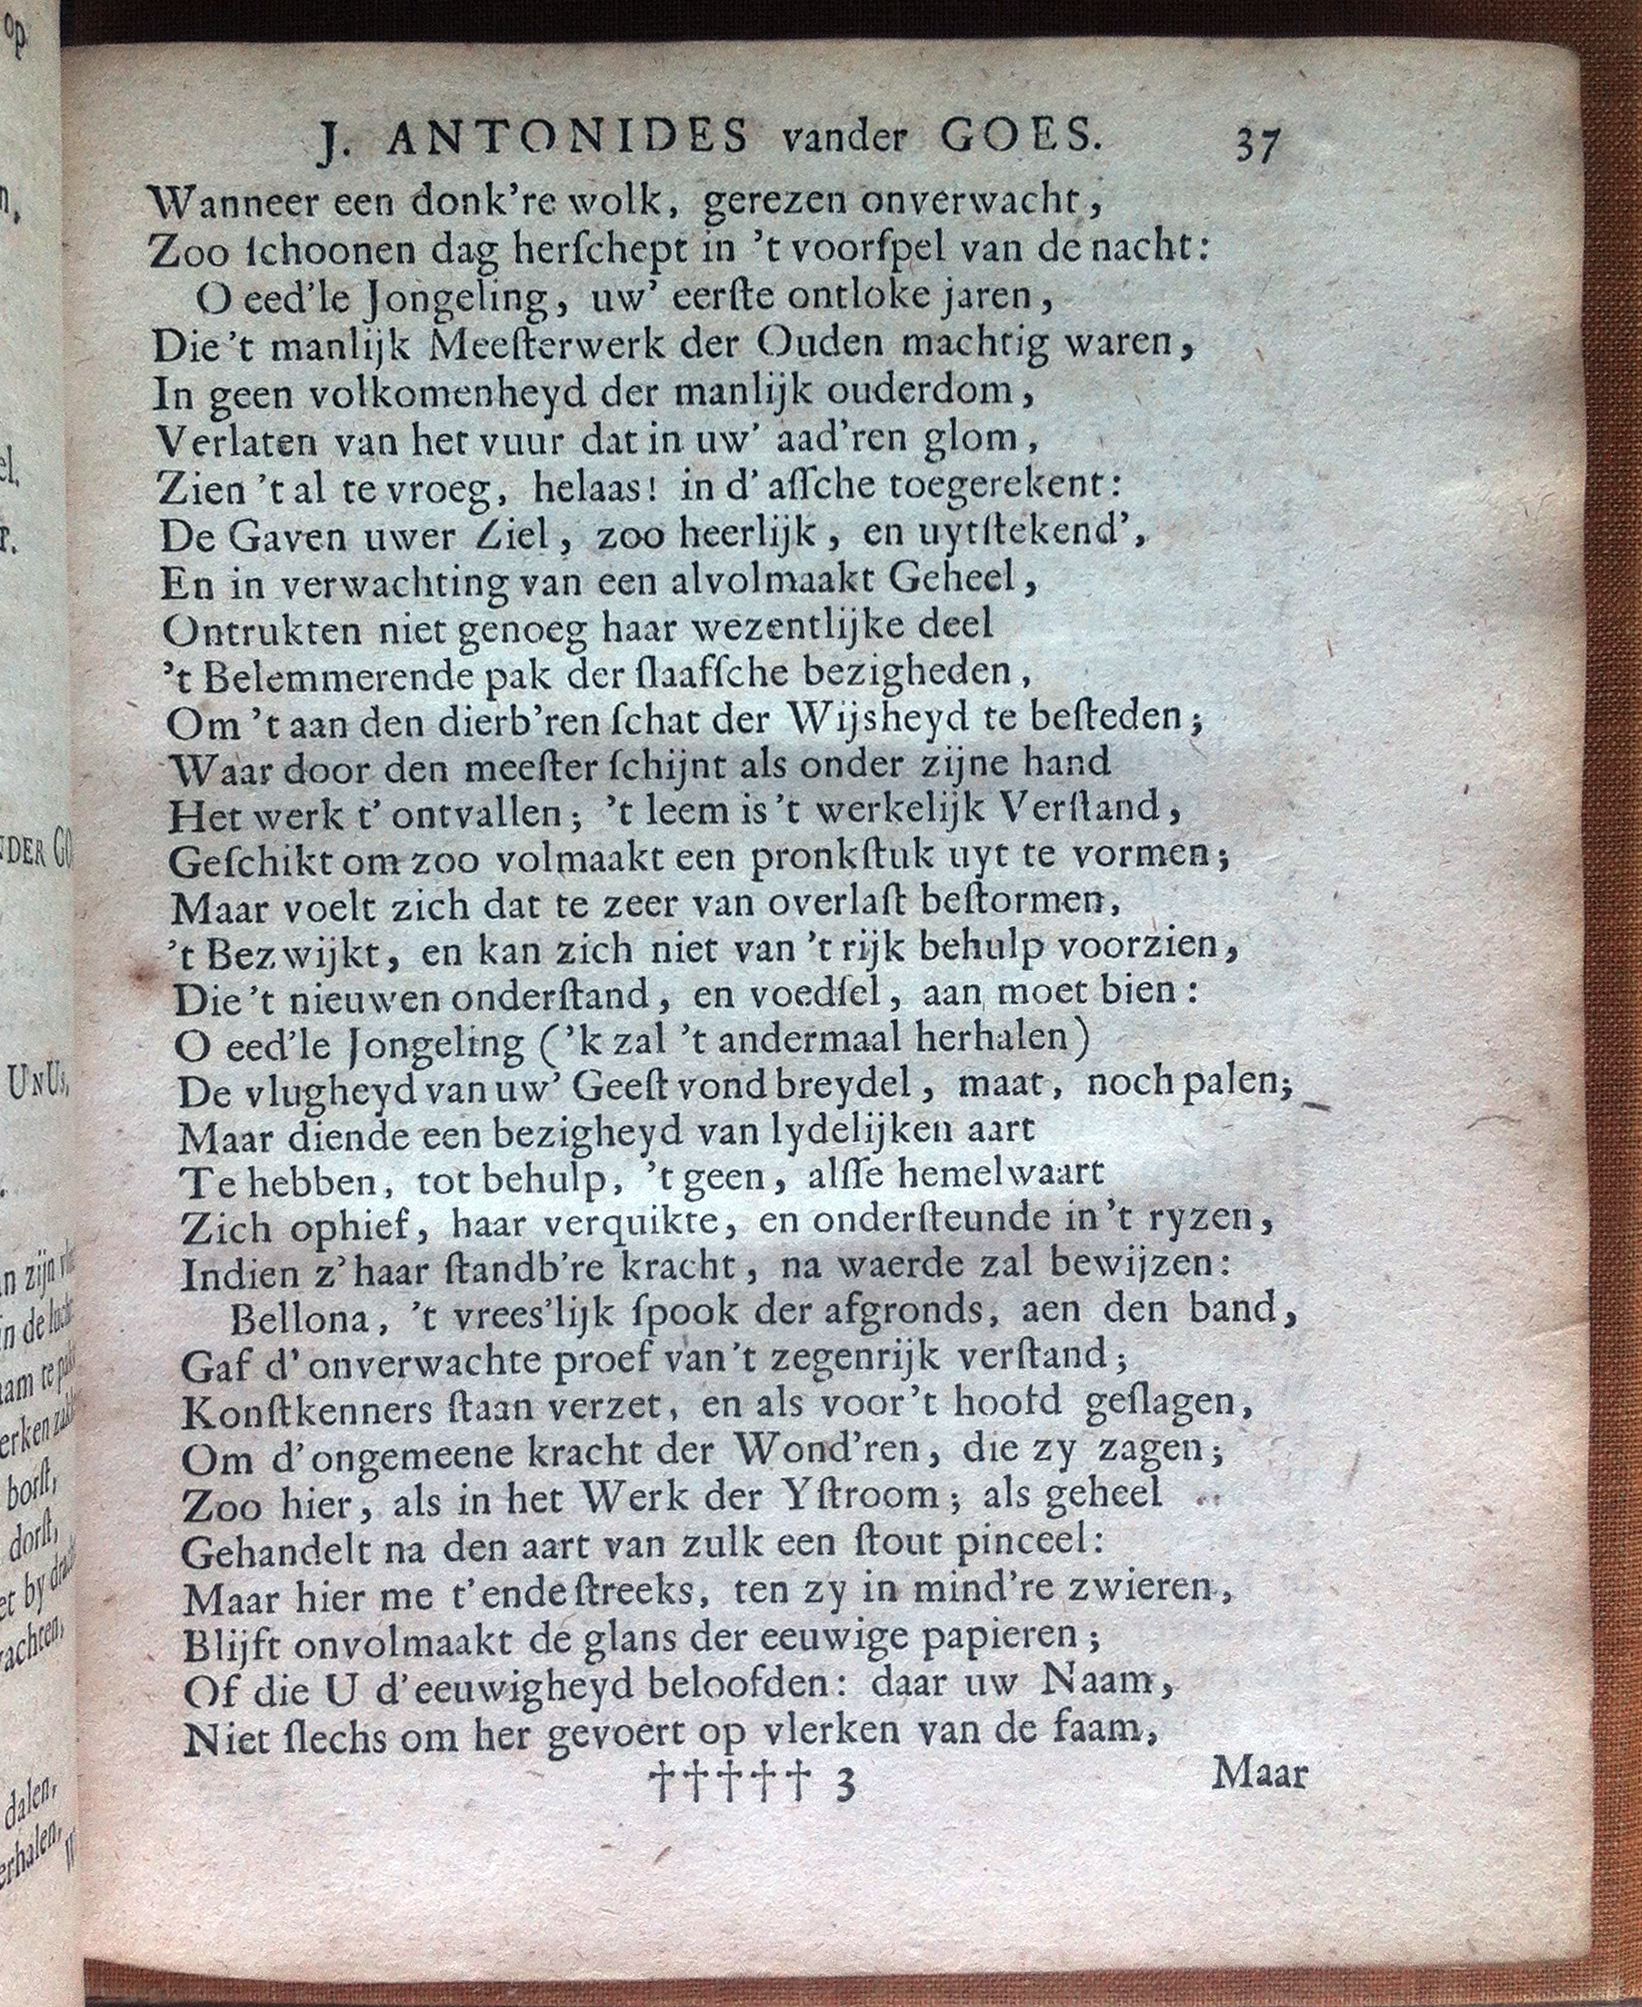 J. ANTONIDES vander GOES. 37
Wanneer een donk're wolk, gerezen onverwacht,
Zoo ſchoonen dag herſchept in 't voorſpel van de nacht:
O eed'le Jongeling, uw' eerſte ontloke jaren,
Die 't manlijk Meeſterwerk der Ouden machtig waren,
In geen volkomenheyd der manlijk ouderdom,
Verlaten van het vuur dat in uw' aad'ren glom,
Zien 't al te vroeg, helaas! in d' aſſche toegerekent:
De Gaven uwer Ziel, zoo heerlijk, en uytſtekend',
En in verwachting van een alvolmaakt Geheel,
Ontrukten niet genoeg haar wezentlijke deel
't Belemmerende pak der ſlaafſche bezigheden,
Om 't aan den dierb'ren ſchat der Wijsheyd te beſteden;
Waar door den meeſter ſchijnt als onder zijne hand
Het werk t' ontvallen; 't leem is 't werkelijk Verſtand,
Geſchikt om zoo volmaakt een pronkſtuk uyt te vormen;
Maar voelt zich dat te zeer van overlaſt beſtormen,
't Bezwijkt, en kan zich niet van 't rijk behulp voorzien,
Die 't nieuwen onderſtand, en voedſel, aan moet bien:
O eed'le Jongeling ('k zal 't andermaal herhalen)
De vlugheyd van uw' Geeſt vond breydel, maat, noch palen;
Maar diende een bezigheyd van lydelijken aart
Te hebben, tot behulp, 't geen, alſſe hemelwaart
Zich ophief, haar verquikte, en onderſteunde in 't ryzen,
Indien z' haar ſtandb're kracht, na waerde zal bewijzen:
Bellona, 't vrees'lijk ſpook der afgronds, aen den band,
Gaf d' onverwachte proef van 't zegenrijk verſtand;
Konſtkenners ſtaan verzet, en als voor 't hoofd geſlagen,
Om d' ongemeene kracht der Wond'ren, die zy zagen;
Zoo hier, als in het Werk der Yſtroom; als geheel
Gehandelt na den aart van zulk een ſtout pinceel:
Maar hier me t' ende ſtreeks, ten zy in mind're zwieren,
Blijft onvolmaakt de glans der eeuwige papieren;
Of die U d' eeuwigheyd beloofden: daar uw Naam,
Niet ſlechs om her gevoert op vlerken van de faam,
††††† 3 Maar